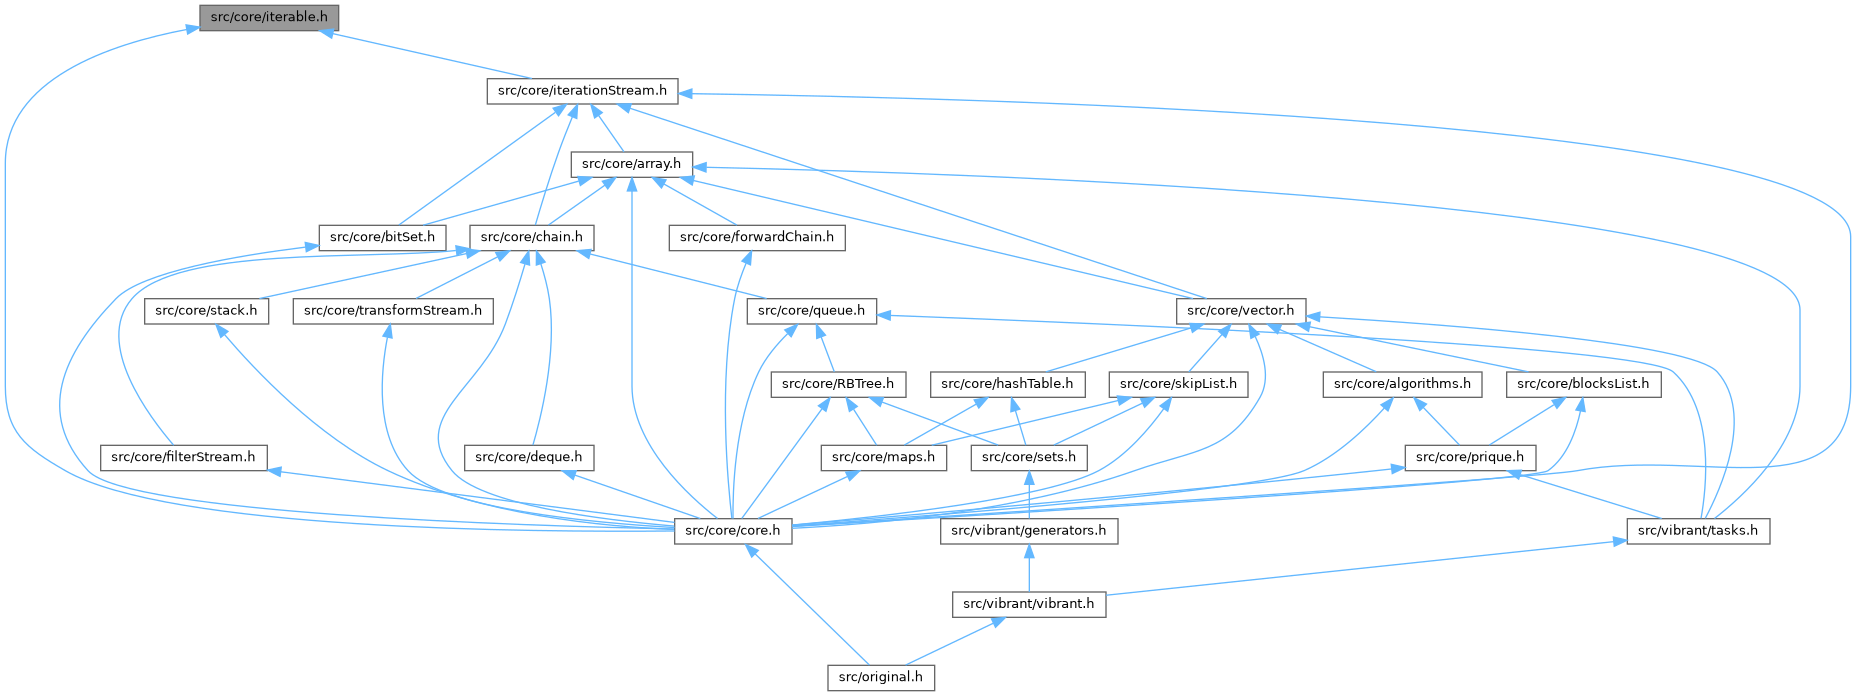 src/core/iterable.h
src/core/iterationStream.h
src/core/array.h
src/core/bitSet.h
src/core/chain.h
src/core/forwardChain.h
src/core/stack.h
src/core/transformStream.h
src/core/queue.h
src/core/vector.h
src/core/RBTree.h
src/core/hashTable.h
src/core/skipList.h
src/core/algorithms.h
src/core/blocksList.h
src/core/filterStream.h
src/core/deque.h
src/core/maps.h
src/core/sets.h
src/core/prique.h
src/core/core.h
src/vibrant/generators.h
src/vibrant/tasks.h
src/vibrant/vibrant.h
src/original.h